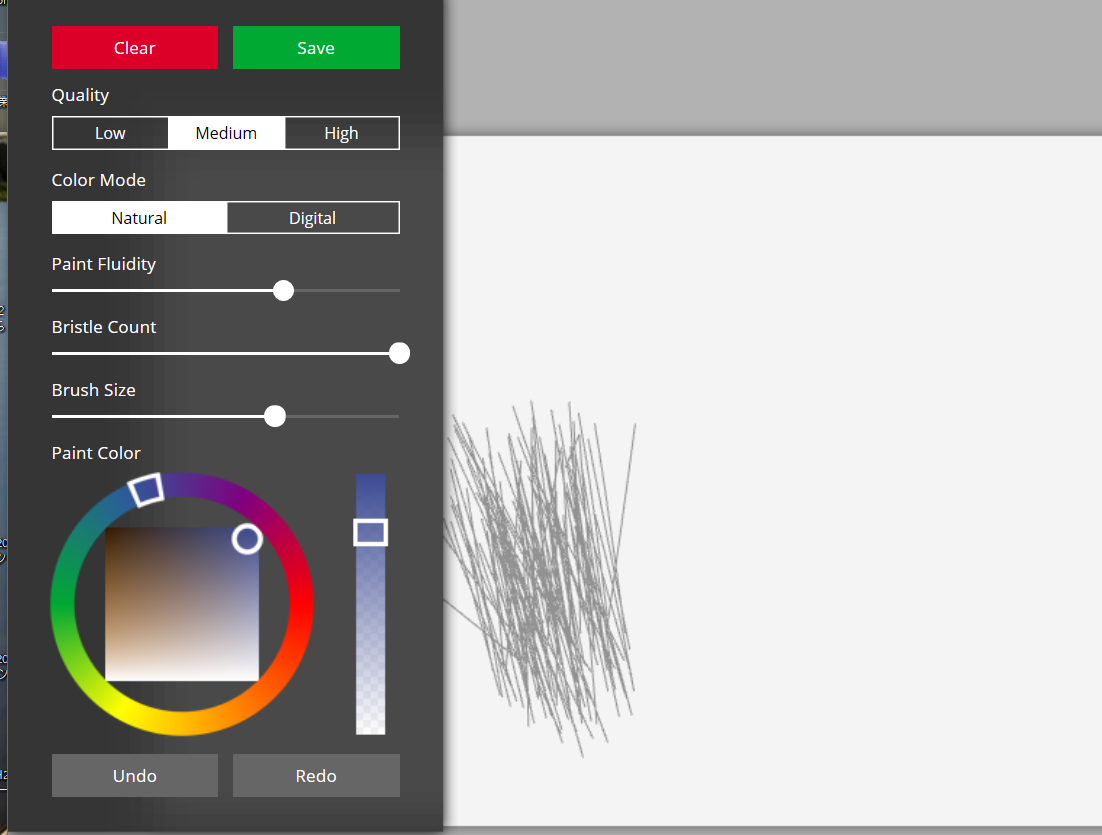 Clear
Save
Quality
Low
Medium
High
Color Mode
Natural
Digital
Paint Fluidity
Bristle Count
Brush Size
Paint Color
Undo
Redo